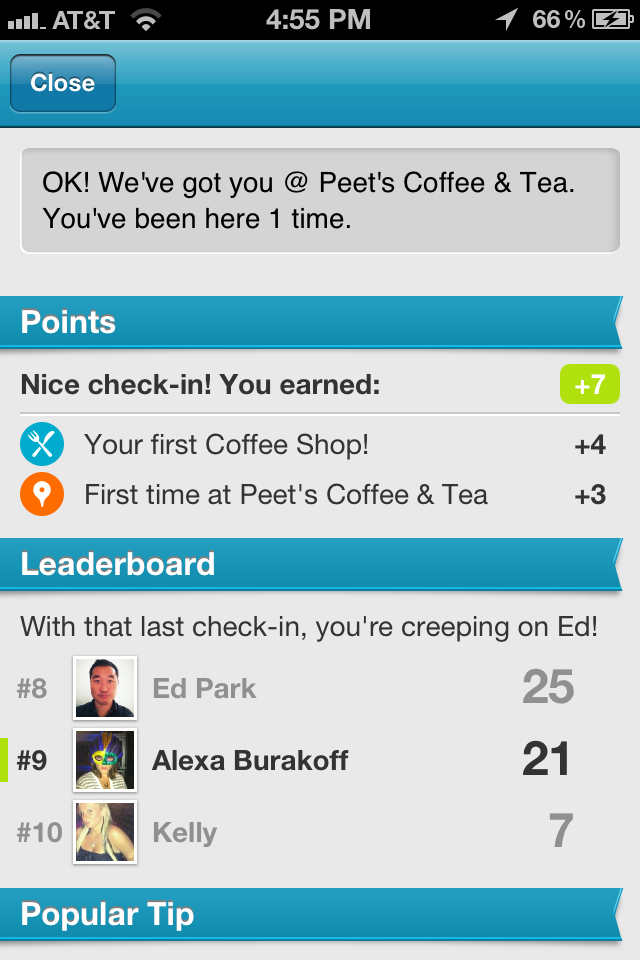 AT&T 4:55 PM 66%
Close
OK! We've got you @ Peet's Coffee & Tea.
You've been here 1 time.
Points
Nice check-in! You earned: +7
Your first Coffee Shop! +4
First time at Peet's Coffee & Tea +3
Leaderboard
With that last check-in, you're creeping on Ed!
#8 Ed Park 25
#9 Alexa Burakoff 21
#10 Kelly 7
Popular Tip